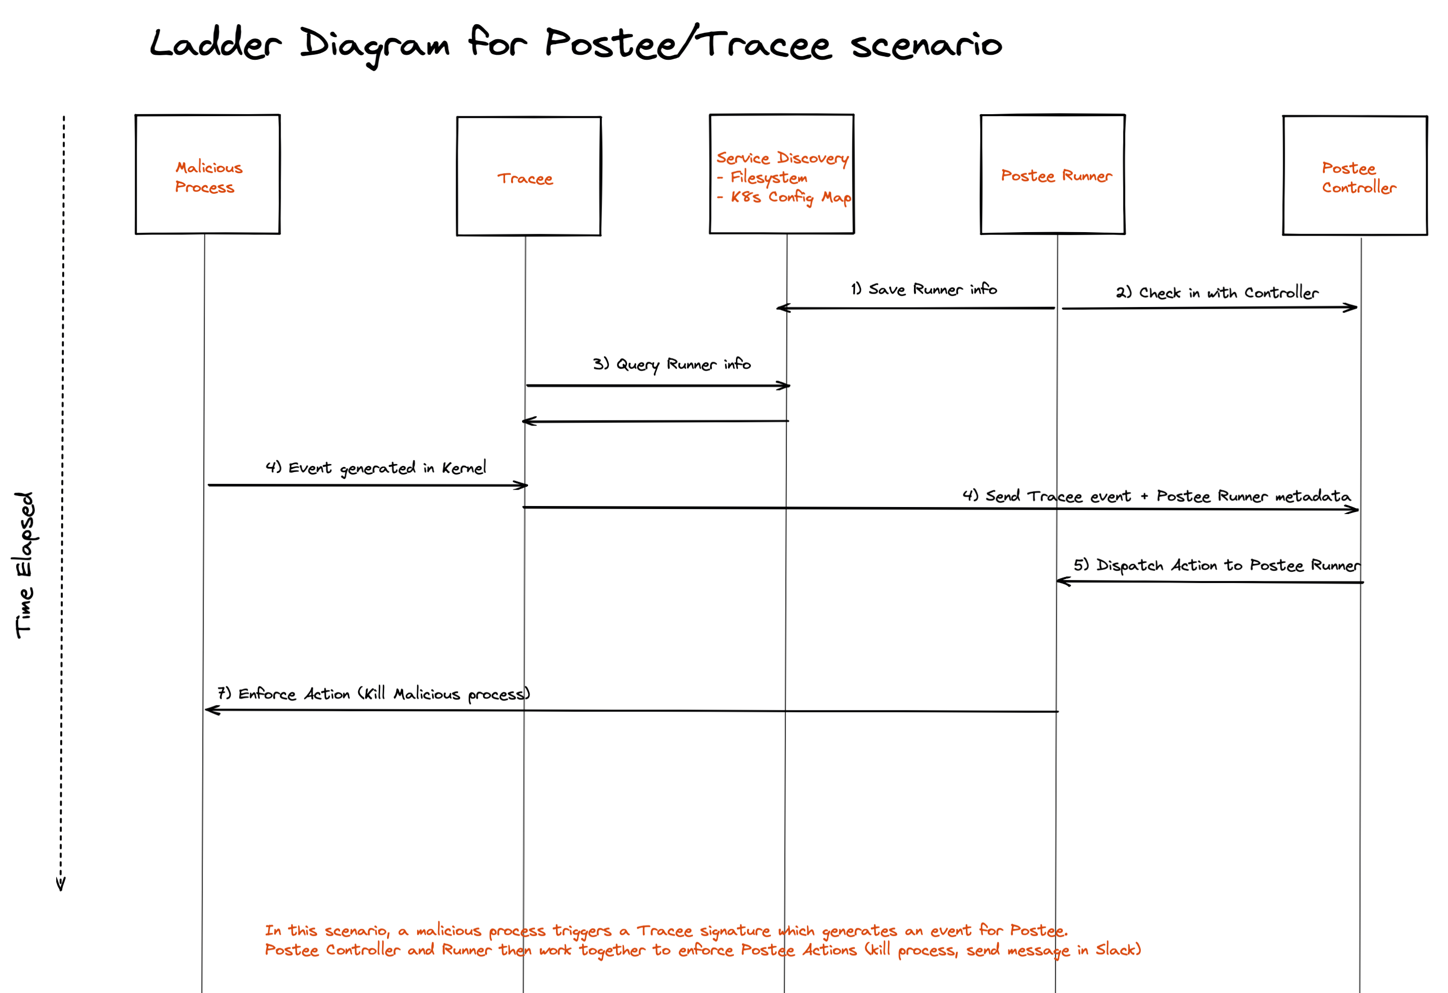 Ladder Diagram for Postee/Tracee scenario
Malicious
Process
Tracee
Service Discovery
- Filesystem
- K8s Config Map
Postee Runner
Postee
Controller
1) Save Runner info
2) Check in with Controller
3) Query Runner info
4) Event generated in Kernel
4) Send Tracee event + Postee Runner metadata
5) Dispatch Action to Postee Runner
Time Elapsed
7) Enforce Action (Kill Malicious process)
In this scenario, a malicious process triggers a Tracee signature which generates an event for Postee.
Postee Controller and Runner then work together to enforce Postee Actions (kill process, send message in Slack)